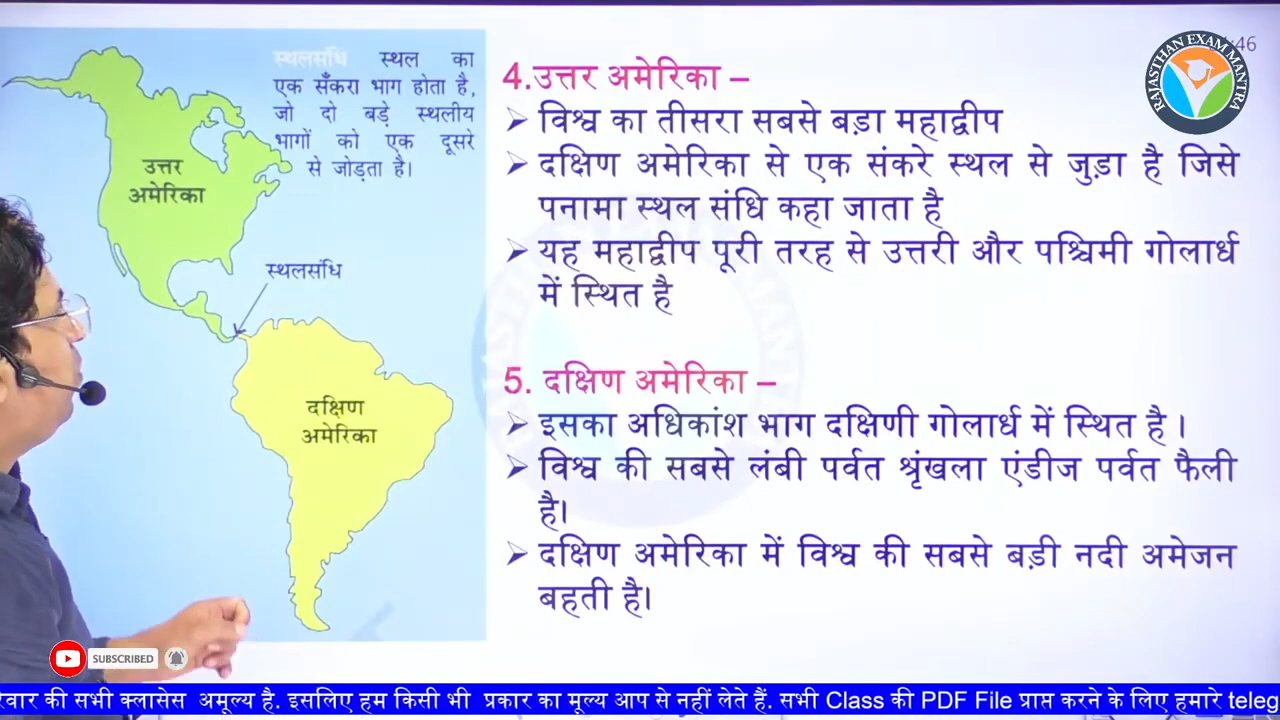 स्थलसंधि स्थल का
एक सँकरा भाग होता है,
जो दो बड़े स्थलीय
भागों को एक दूसरे
से जोड़ता है।
उत्तर
अमेरिका
स्थलसंधि
दक्षिण
अमेरिका
4.उत्तर अमेरिका –
➢ विश्व का तीसरा सबसे बड़ा महाद्वीप
➢ दक्षिण अमेरिका से एक संकरे स्थल से जुड़ा है जिसे
पनामा स्थल संधि कहा जाता है
➢ यह महाद्वीप पूरी तरह से उत्तरी और पश्चिमी गोलार्ध
में स्थित है
5. दक्षिण अमेरिका –
➢ इसका अधिकांश भाग दक्षिणी गोलार्ध में स्थित है ।
➢ विश्व की सबसे लंबी पर्वत श्रृंखला एंडीज पर्वत फैली
है।
➢ दक्षिण अमेरिका में विश्व की सबसे बड़ी नदी अमेजन
बहती है।
RAJASTHAN EXAM MANTRA
46
SUBSCRIBED
की सभी क्लासेस अमूल्य है. इसलिए हम किसी भी प्रकार का मूल्य आप से नहीं लेते हैं. सभी Class की PDF File प्राप्त करने के लिए हमारे teleg